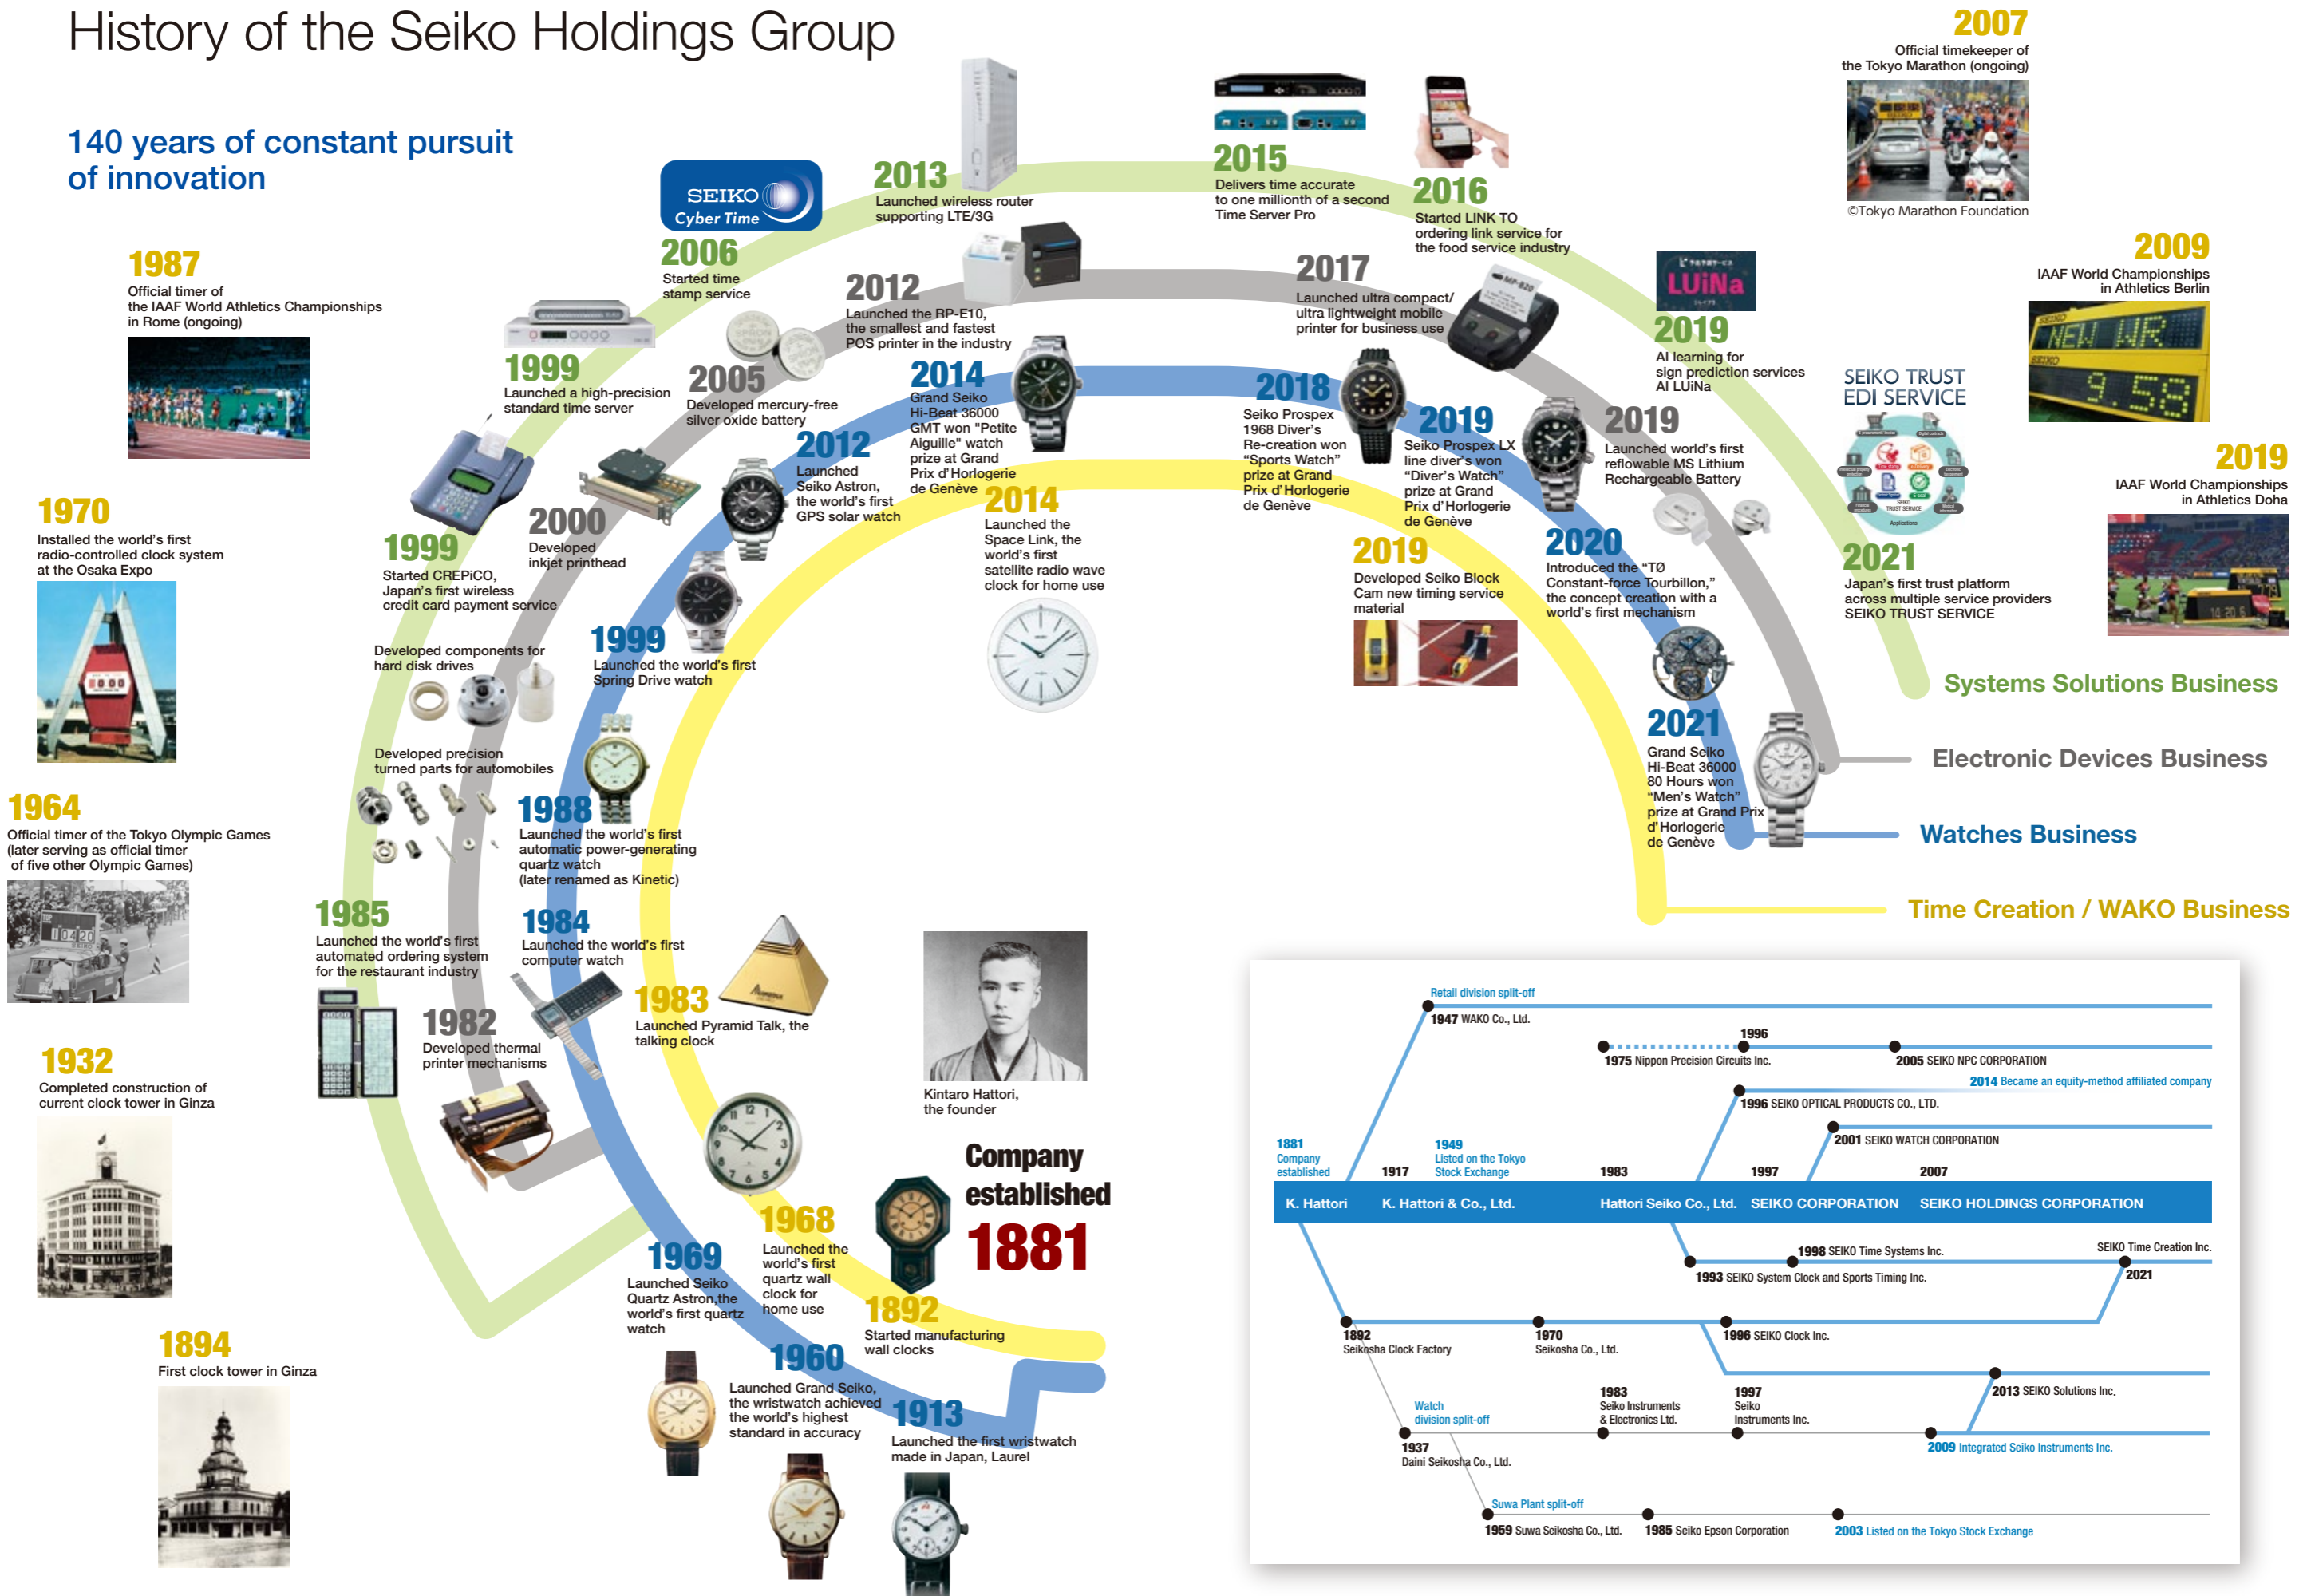 History of the Seiko Holdings Group
140 years of constant pursuit
of innovation
1987
Official timer of
the IAAF World Athletics Championships
in Rome (ongoing)
1970
Installed the world's first
radio-controlled clock system
at the Osaka Expo
1964
Official timer of the Tokyo Olympic Games
(later serving as official timer
of five other Olympic Games)
1932
Completed construction of
current clock tower in Ginza
1894
First clock tower in Ginza
2007
Official timekeeper of
the Tokyo Marathon (ongoing)
©Tokyo Marathon Foundation
2009
IAAF World Championships
in Athletics Berlin
SEIKO
NEW WR
SEIKO
9 58
2019
IAAF World Championships
in Athletics Doha
SEIKO
Cyber Time
2006
Started time
stamp service
2013
Launched wireless router
supporting LTE/3G
2015
Delivers time accurate
to one millionth of a second
Time Server Pro
2016
Started LINK TO
ordering link service for
the food service industry
LUiNa
2019
AI learning for
sign prediction services
AI LUiNa
SEIKO TRUST
EDI SERVICE
SEIKO
TRUST SERVICE
Applications
2021
Japan's first trust platform
across multiple service providers
SEIKO TRUST SERVICE
1999
Launched a high-precision
standard time server
1999
Started CREPiCO,
Japan's first wireless
credit card payment service
1985
Launched the world's first
automated ordering system
for the restaurant industry
2012
Launched the RP-E10,
the smallest and fastest
POS printer in the industry
2017
Launched ultra compact/
ultra lightweight mobile
printer for business use
MP-B20
2019
Launched world's first
reflowable MS Lithium
Rechargeable Battery
2005
Developed mercury-free
silver oxide battery
2000
Developed
inkjet printhead
Developed components for
hard disk drives
Developed precision
turned parts for automobiles
1982
Developed thermal
printer mechanisms
2014
Grand Seiko
Hi-Beat 36000
GMT won "Petite
Aiguille" watch
prize at Grand
Prix d'Horlogerie
de Genève
2018
Seiko Prospex
1968 Diver's
Re-creation won
"Sports Watch"
prize at Grand
Prix d'Horlogerie
de Genève
2019
Seiko Prospex LX
line diver's won
"Diver's Watch"
prize at Grand
Prix d'Horlogerie
de Genève
2020
Introduced the "TØ
Constant-force Tourbillon,"
the concept creation with a
world's first mechanism
2021
Grand Seiko
Hi-Beat 36000
80 Hours won
"Men's Watch"
prize at Grand Prix
d'Horlogerie
de Genève
2012
Launched
Seiko Astron,
the world's first
GPS solar watch
1999
Launched the world's first
Spring Drive watch
1988
Launched the world's first
automatic power-generating
quartz watch
(later renamed as Kinetic)
1984
Launched the world's first
computer watch
1969
Launched Seiko
Quartz Astron,the
world's first quartz
watch
1960
Launched Grand Seiko,
the wristwatch achieved
the world's highest
standard in accuracy
1913
Launched the first wristwatch
made in Japan, Laurel
2014
Launched the
Space Link, the
world's first
satellite radio wave
clock for home use
2019
Developed Seiko Block
Cam new timing service
material
1983
Launched Pyramid Talk, the
talking clock
1968
Launched the
world's first
quartz wall
clock for
home use
1892
Started manufacturing
wall clocks
Kintaro Hattori,
the founder
Company
established
1881
Systems Solutions Business
Electronic Devices Business
Watches Business
Time Creation / WAKO Business
Retail division split-off
1947 WAKO Co., Ltd.
1996
1975 Nippon Precision Circuits Inc.
2005 SEIKO NPC CORPORATION
2014 Became an equity-method affiliated company
1996 SEIKO OPTICAL PRODUCTS CO., LTD.
2001 SEIKO WATCH CORPORATION
1881
Company
established
1917
1949
Listed on the Tokyo
Stock Exchange
1983
1997
2007
K. Hattori
K. Hattori & Co., Ltd.
Hattori Seiko Co., Ltd.
SEIKO CORPORATION
SEIKO HOLDINGS CORPORATION
1998 SEIKO Time Systems Inc.
SEIKO Time Creation Inc.
1993 SEIKO System Clock and Sports Timing Inc.
2021
1892
Seikosha Clock Factory
1970
Seikosha Co., Ltd.
1996 SEIKO Clock Inc.
2013 SEIKO Solutions Inc.
Watch
division split-off
1983
Seiko Instruments
& Electronics Ltd.
1997
Seiko
Instruments Inc.
1937
Daini Seikosha Co., Ltd.
2009 Integrated Seiko Instruments Inc.
Suwa Plant split-off
1959 Suwa Seikosha Co., Ltd.
1985 Seiko Epson Corporation
2003 Listed on the Tokyo Stock Exchange